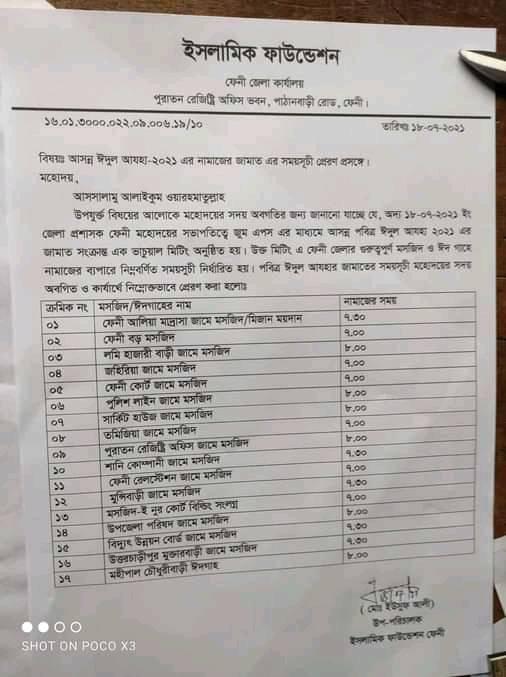 ইসলামিক ফাউন্ডেশন
ফেনী জেলা কার্যালয়
পুরাতন রেজিষ্ট্রি অফিস ভবন, পাঠানবাড়ী রোড, ফেনী।
১৬.০১.৩০০০.০২২.০৯.০০৬.১৯/১০ তারিখঃ ১৮-০৭-২০২১
বিষয়ঃ আসন্ন ঈদুল আযহা-২০২১ এর নামাজের জামাত এর সময়সূচী প্রেরণ প্রসঙ্গে।
মহোদয়,
আসসালামু আলাইকুম ওয়ারহমাতুল্লাহ
উপর্যুক্ত বিষয়ের আলোকে মহোদয়ের সদয় অবগতির জন্য জানানো যাচ্ছে যে, অদ্য ১৮-০৭-২০২১ ইং
জেলা প্রশাসক ফেনী মহোদয়ের সভাপতিত্বে জুম এপস এর মাধ্যমে আসন্ন পবিত্র ঈদুল আযহা ২০২১ এর
জামাত সংক্রান্ত এক ভাচুয়াল মিটিং অনুষ্ঠিত হয়। উক্ত মিটিং এ ফেনী জেলার গুরুত্বপুর্ণ মসজিদ ও ঈদ গাহে
নামাজের ব্যপারে নিম্নবর্ণিত সময়সূচী নির্ধারিত হয়। পবিত্র ঈদুল আযহার জামাতের সময়সূচী মহোদয়ের সদয়
অবগিত ও কার্যার্থে নিম্নোক্তভাবে প্রেরণ করা হলোঃ
ক্রমিক নং মসজিদ/ঈদগাহের নাম নামাজের সময়
০১ ফেনী আলিয়া মাদ্রাসা জামে মসজিদ/মিজান ময়দান ৭.৩০
০২ ফেনী বড় মসজিদ ৭.০০
০৩ লমি হাজারী বাড়ী জামে মসজিদ ৮.০০
০৪ জহিরিয়া জামে মসজিদ ৭.০০
০৫ ফেনী কোর্ট জামে মসজিদ ৭.০০
০৬ পুলিশ লাইন জামে মসজিদ ৮.০০
০৭ সার্কিট হাউজ জামে মসজিদ ৮.০০
০৮ তমিজিয়া জামে মসজিদ ৭.০০
০৯ পুরাতন রেজিষ্ট্রি অফিস জামে মসজিদ ৮.০০
১০ শানি কোম্পানী জামে মসজিদ ৭.৩০
১১ ফেনী রেলস্টেশন জামে মসজিদ ৭.০০
১২ মুন্সিবাড়ী জামে মসজিদ ৭.৩০
১৩ মসজিদ-ই নুর কোর্ট বিল্ডিং সংলগ্ন ৭.০০
১৪ উপজেলা পরিষদ জামে মসজিদ ৮.০০
১৫ বিদ্যুৎ উন্নয়ন বোর্ড জামে মসজিদ ৭.৩০
১৬ উত্তরচাড়ীপুর মুক্তারবাড়ী জামে মসজিদ ৭.৩০
১৭ মহীপাল চৌধুরীবাড়ী ঈদগাহ ৮.০০
( মোঃ ইউসুফ আলী)
উপ-পরিচালক
ইসলামিক ফাউন্ডেশন ফেনী
SHOT ON POCO X3